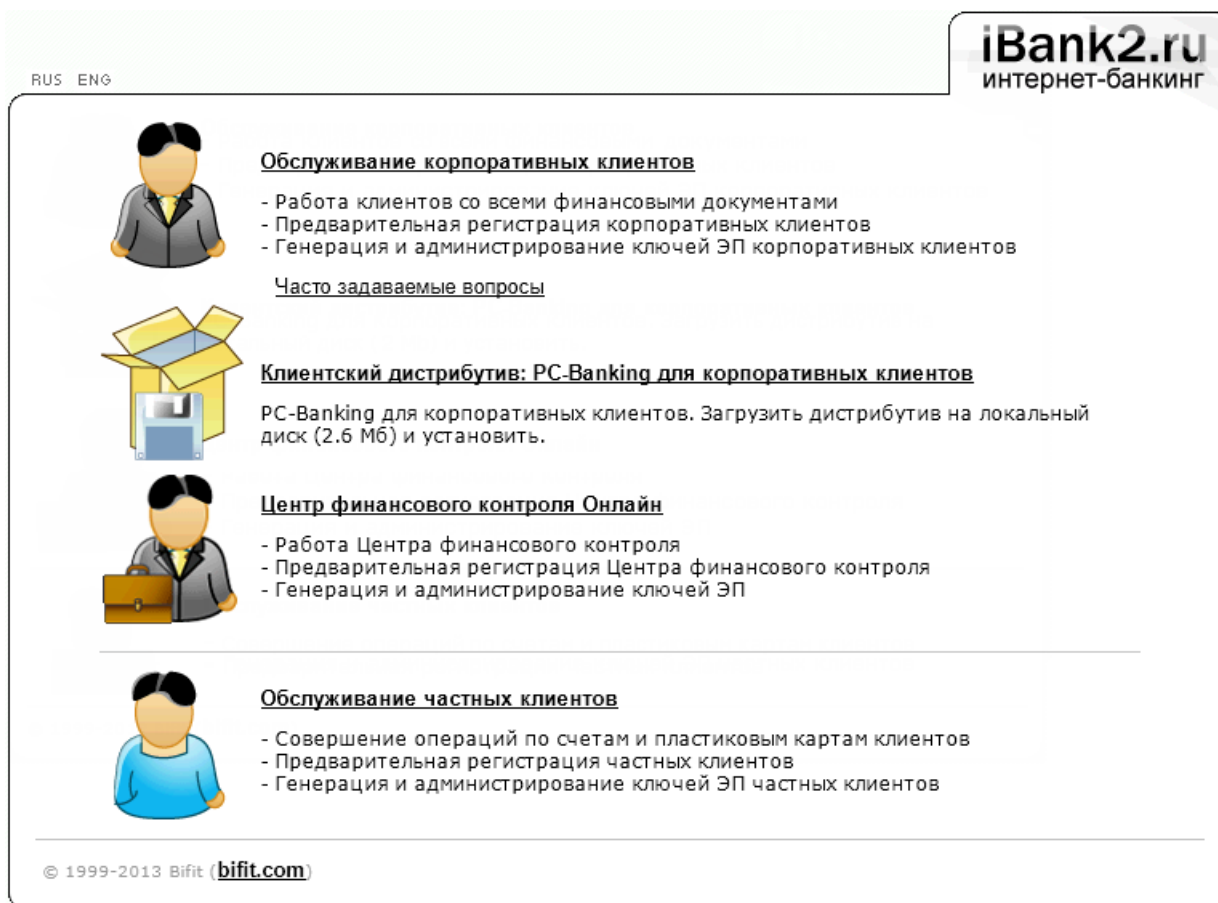 iBank2.ru
интернет-банкинг
RUS ENG
Обслуживание корпоративных клиентов
- Работа клиентов со всеми финансовыми документами
- Предварительная регистрация корпоративных клиентов
- Генерация и администрирование ключей ЭП корпоративных клиентов
Часто задаваемые вопросы
Клиентский дистрибутив: PC-Banking для корпоративных клиентов
PC-Banking для корпоративных клиентов. Загрузить дистрибутив на локальный
диск (2.6 Мб) и установить.
Центр финансового контроля Онлайн
- Работа Центра финансового контроля
- Предварительная регистрация Центра финансового контроля
- Генерация и администрирование ключей ЭП
Обслуживание частных клиентов
- Совершение операций по счетам и пластиковым картам клиентов
- Предварительная регистрация частных клиентов
- Генерация и администрирование ключей ЭП частных клиентов
© 1999-2013 Bifit (bifit.com)